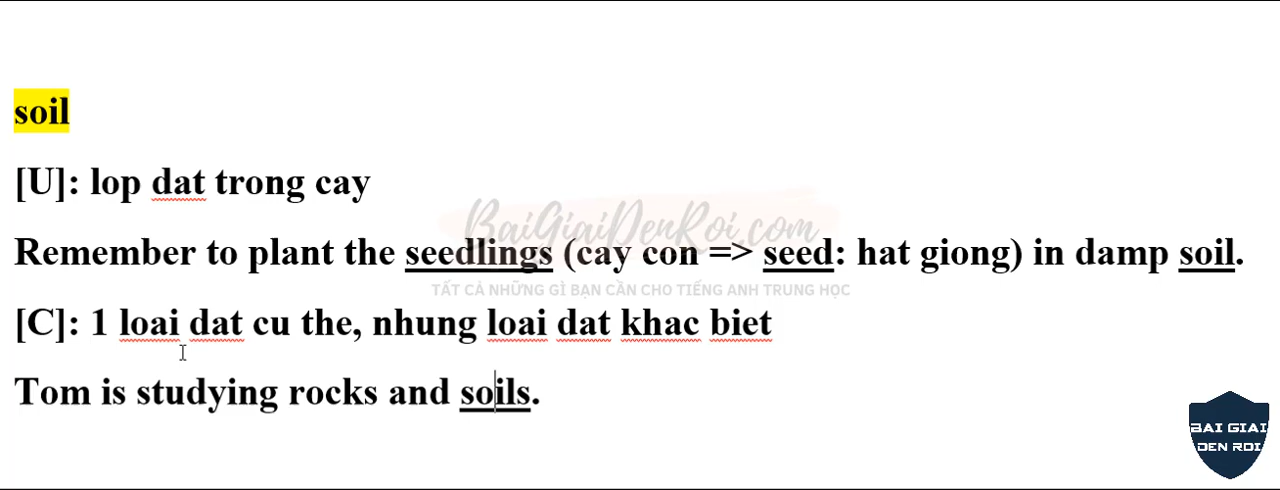 soil
[U]: lop dat trong cay
BaiGiaiDenRoi.com
Remember to plant the seedlings (cay con => seed: hat giong) in damp soil.
TẤT CẢ NHỮNG GÌ BẠN CẦN CHO TIẾNG ANH TRUNG HỌC
[C]: 1 loai dat cu the, nhung loai dat khac biet
Tom is studying rocks and soils.
BAI GIAI
DEN ROI